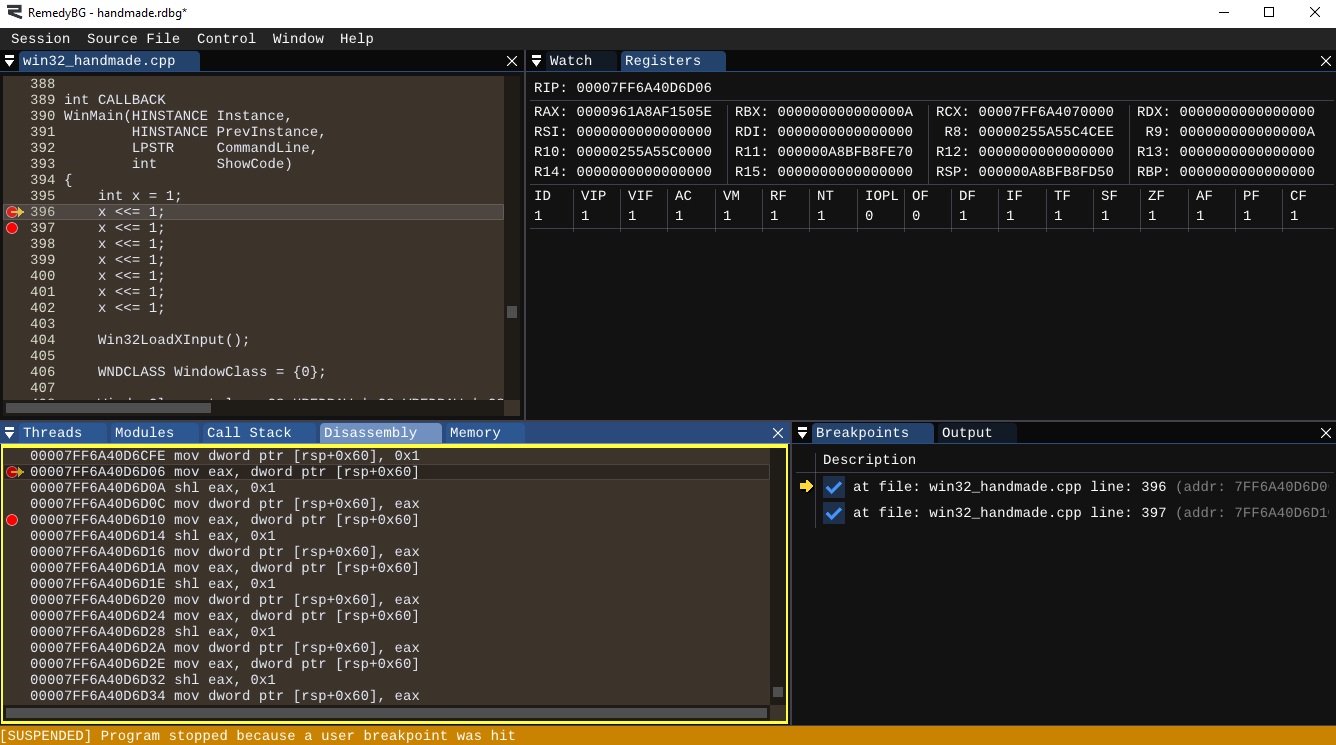 RemedyBG - handmade.rdbg*
Session Source File Control Window Help
win32_handmade.cpp
388
389 int CALLBACK
390 WinMain(HINSTANCE Instance,
391         HINSTANCE PrevInstance,
392         LPSTR     CommandLine,
393         int       ShowCode)
394 {
395     int x = 1;
396     x <<= 1;
397     x <<= 1;
398     x <<= 1;
399     x <<= 1;
400     x <<= 1;
401     x <<= 1;
402     x <<= 1;
403
404     Win32LoadXInput();
405
406     WNDCLASS WindowClass = {0};
407
Watch Registers
RIP: 00007FF6A40D6D06
RAX: 0000961A8AF1505E RBX: 000000000000000A RCX: 00007FF6A4070000 RDX: 0000000000000000
RSI: 0000000000000000 RDI: 0000000000000000 R8: 00000255A55C4CEE R9: 000000000000000A
R10: 00000255A55C0000 R11: 000000A8BFB8FE70 R12: 0000000000000000 R13: 0000000000000000
R14: 0000000000000000 R15: 0000000000000000 RSP: 000000A8BFB8FD50 RBP: 0000000000000000
ID VIP VIF AC VM RF NT IOPL OF DF IF TF SF ZF AF PF CF
1 1 1 1 1 1 1 0 0 1 1 1 1 1 1 1 1
Threads Modules Call Stack Disassembly Memory
00007FF6A40D6CFE mov dword ptr [rsp+0x60], 0x1
00007FF6A40D6D06 mov eax, dword ptr [rsp+0x60]
00007FF6A40D6D0A shl eax, 0x1
00007FF6A40D6D0C mov dword ptr [rsp+0x60], eax
00007FF6A40D6D10 mov eax, dword ptr [rsp+0x60]
00007FF6A40D6D14 shl eax, 0x1
00007FF6A40D6D16 mov dword ptr [rsp+0x60], eax
00007FF6A40D6D1A mov eax, dword ptr [rsp+0x60]
00007FF6A40D6D1E shl eax, 0x1
00007FF6A40D6D20 mov dword ptr [rsp+0x60], eax
00007FF6A40D6D24 mov eax, dword ptr [rsp+0x60]
00007FF6A40D6D28 shl eax, 0x1
00007FF6A40D6D2A mov dword ptr [rsp+0x60], eax
00007FF6A40D6D2E mov eax, dword ptr [rsp+0x60]
00007FF6A40D6D32 shl eax, 0x1
00007FF6A40D6D34 mov dword ptr [rsp+0x60], eax
Breakpoints Output
Description
at file: win32_handmade.cpp line: 396 (addr: 7FF6A40D6D0
at file: win32_handmade.cpp line: 397 (addr: 7FF6A40D6D1
[SUSPENDED] Program stopped because a user breakpoint was hit